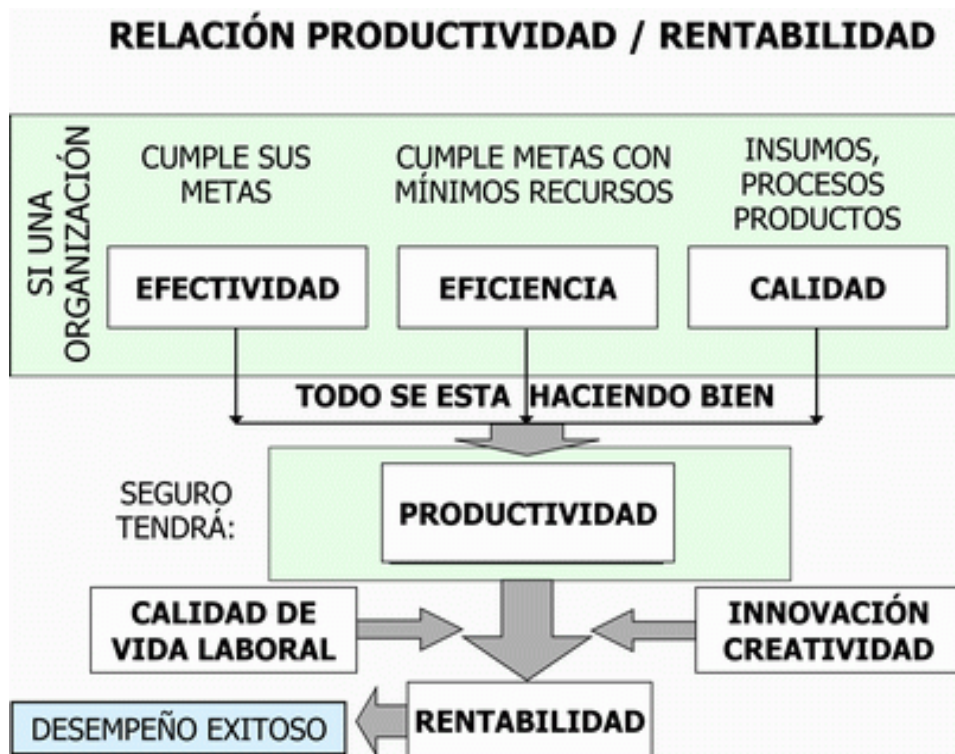 RELACIÓN PRODUCTIVIDAD / RENTABILIDAD
SI UNA
ORGANIZACIÓN
CUMPLE SUS
METAS
CUMPLE METAS CON
MÍNIMOS RECURSOS
INSUMOS,
PROCESOS
PRODUCTOS
EFECTIVIDAD
EFICIENCIA
CALIDAD
TODO SE ESTA HACIENDO BIEN
SEGURO
TENDRÁ:
PRODUCTIVIDAD
CALIDAD DE
VIDA LABORAL
INNOVACIÓN
CREATIVIDAD
RENTABILIDAD
DESEMPEÑO EXITOSO